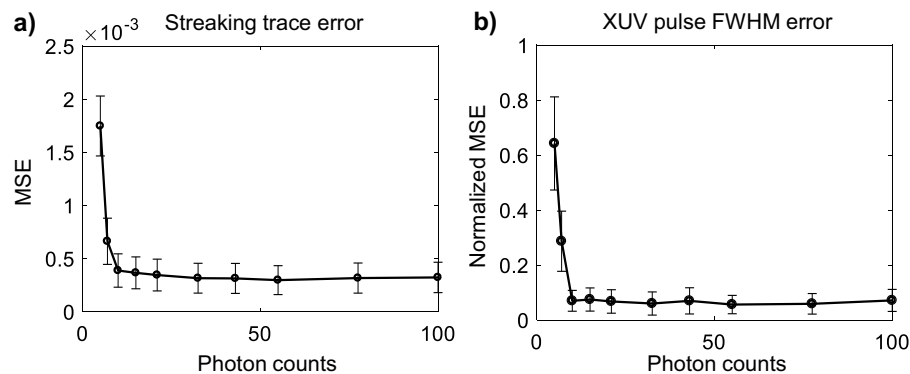 a) Streaking trace error
×10^-3
2.5
2
1.5
1
0.5
0
MSE
0 50 100
Photon counts
b) XUV pulse FWHM error
1
0.8
0.6
0.4
0.2
0
Normalized MSE
0 50 100
Photon counts